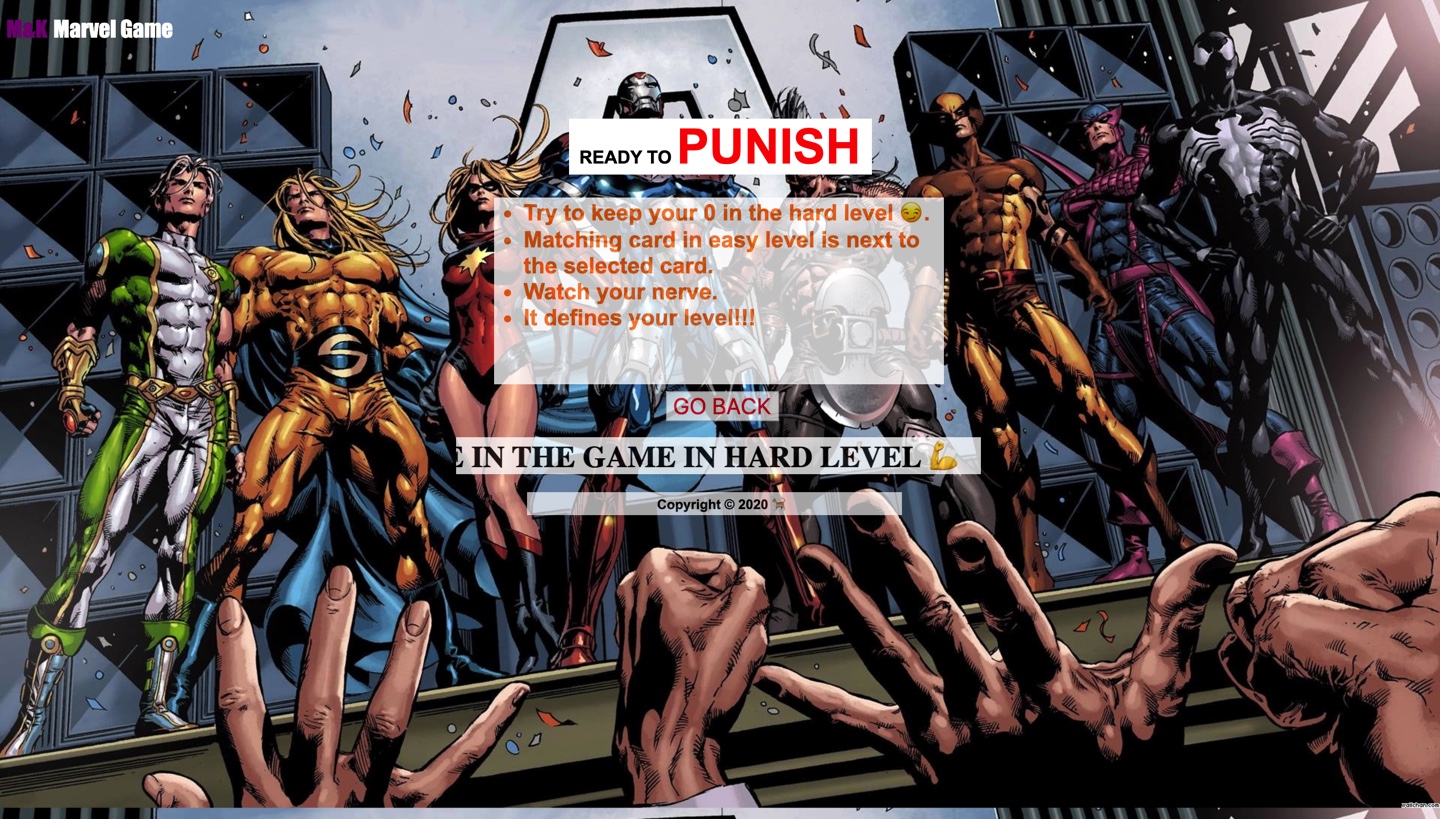 M&K Marvel Game
READY TO PUNISH
• Try to keep your 0 in the hard level 😏.
• Matching card in easy level is next to
the selected card.
• Watch your nerve.
• It defines your level!!!
GO BACK
IN THE GAME IN HARD LEVEL 💪
Copyright © 2020 🐕